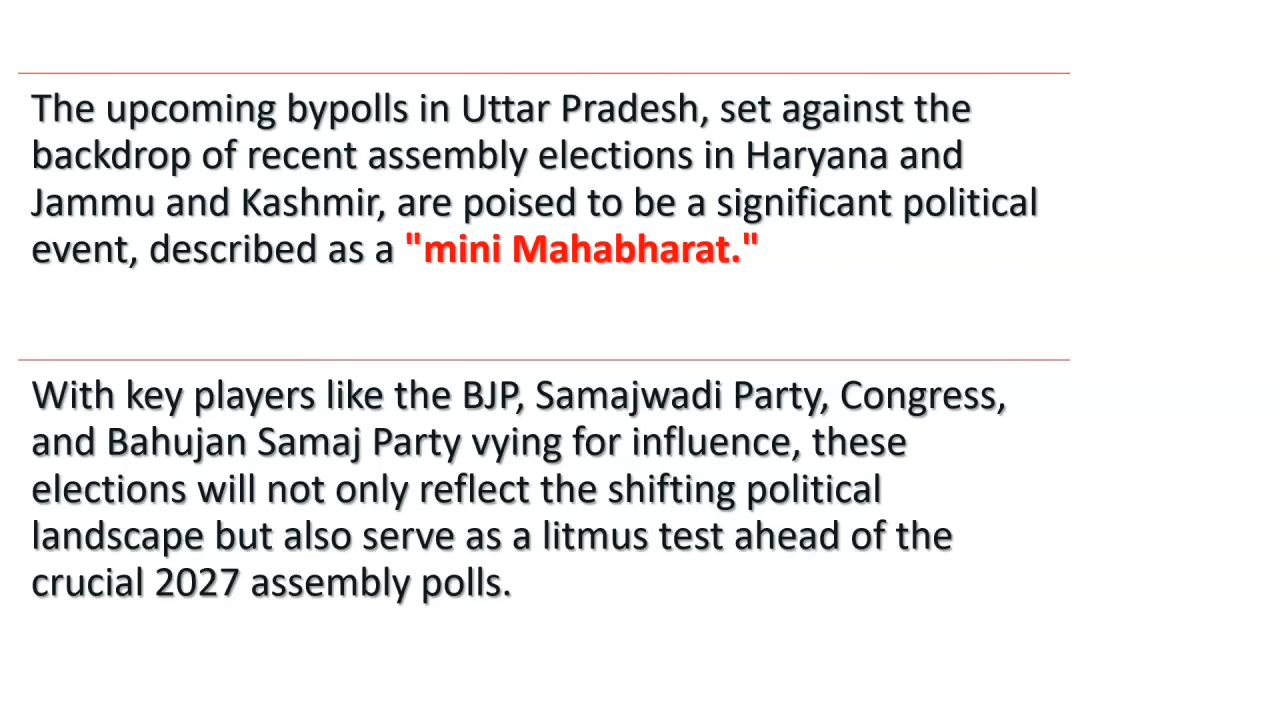 The upcoming bypolls in Uttar Pradesh, set against the
backdrop of recent assembly elections in Haryana and
Jammu and Kashmir, are poised to be a significant political
event, described as a "mini Mahabharat."
With key players like the BJP, Samajwadi Party, Congress,
and Bahujan Samaj Party vying for influence, these
elections will not only reflect the shifting political
landscape but also serve as a litmus test ahead of the
crucial 2027 assembly polls.